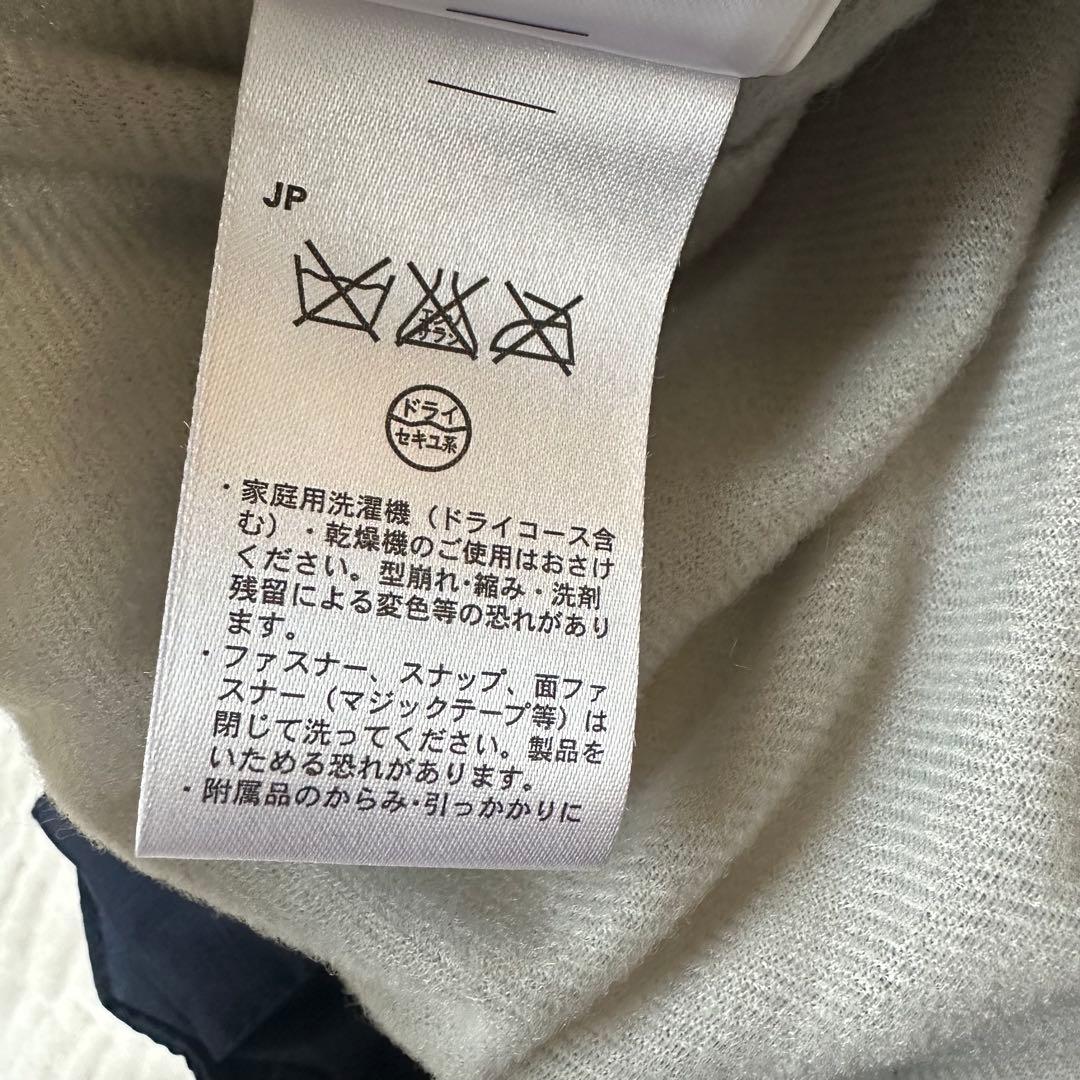 JP
エンソ
サラシ
ドライ
セキユ系
・家庭用洗濯機（ドライコース含
む）・乾燥機のご使用はおさけ
ください。型崩れ・縮み・洗剤
残留による変色等の恐れがあり
ます。
・ファスナー、スナップ、面ファ
スナー（マジックテープ等）は
閉じて洗ってください。製品を
いためる恐れがあります。
・附属品のからみ・引っかかりに